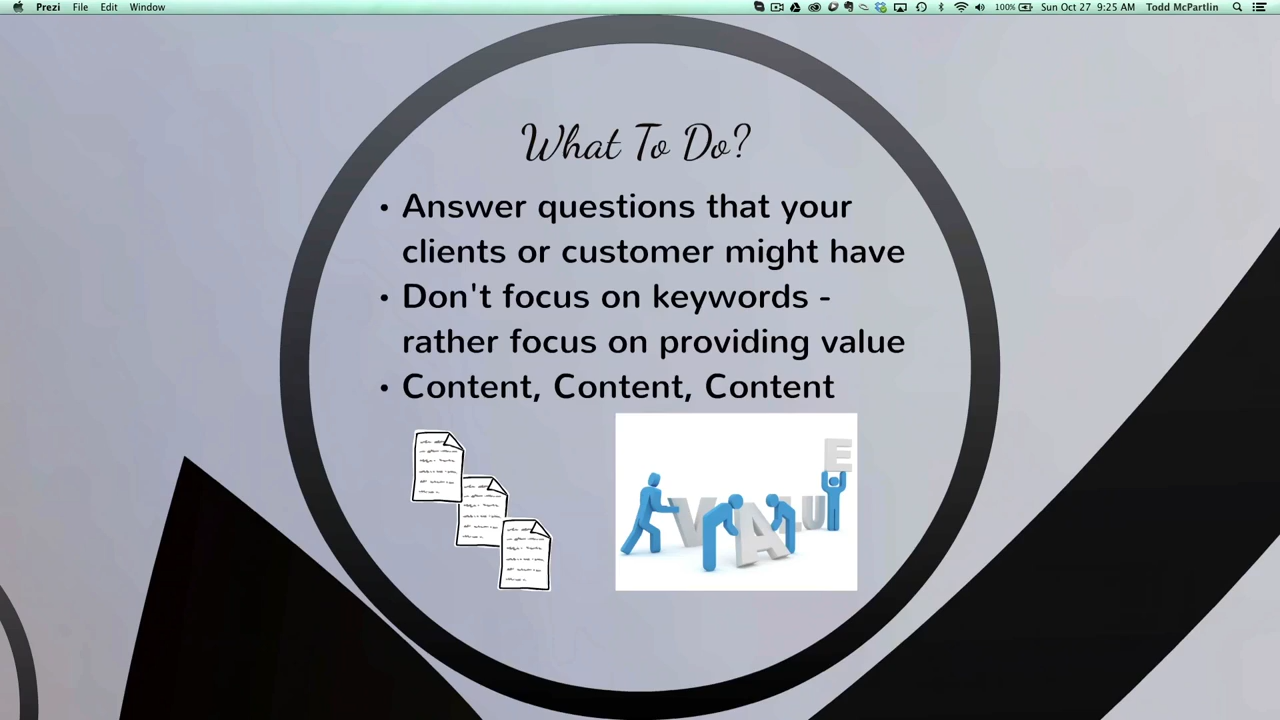 Prezi File Edit Window 100% Sun Oct 27 9:25 AM Todd McPartlin
What To Do?
• Answer questions that your
clients or customer might have
• Don't focus on keywords -
rather focus on providing value
• Content, Content, Content
VALUE